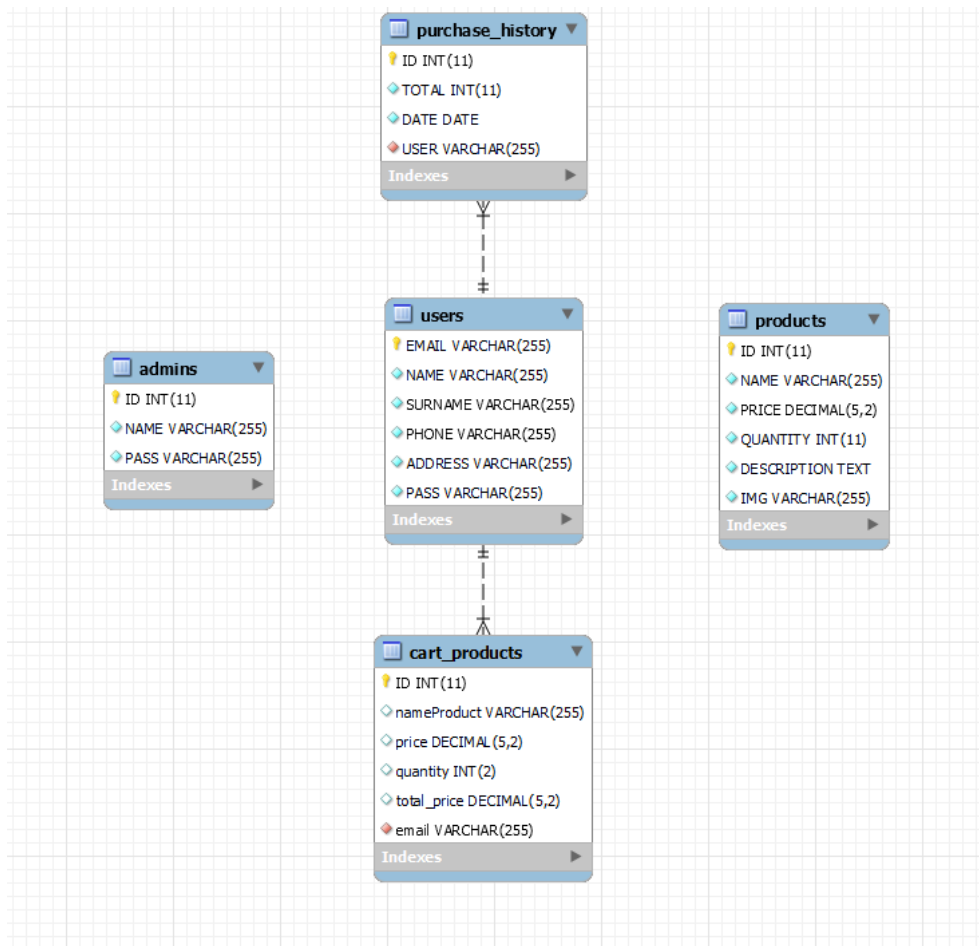 purchase_history
ID INT(11)
TOTAL INT(11)
DATE DATE
USER VARCHAR(255)
Indexes
users
EMAIL VARCHAR(255)
NAME VARCHAR(255)
SURNAME VARCHAR(255)
PHONE VARCHAR(255)
ADDRESS VARCHAR(255)
PASS VARCHAR(255)
Indexes
admins
ID INT(11)
NAME VARCHAR(255)
PASS VARCHAR(255)
Indexes
products
ID INT(11)
NAME VARCHAR(255)
PRICE DECIMAL(5,2)
QUANTITY INT(11)
DESCRIPTION TEXT
IMG VARCHAR(255)
Indexes
cart_products
ID INT(11)
nameProduct VARCHAR(255)
price DECIMAL(5,2)
quantity INT(2)
total_price DECIMAL(5,2)
email VARCHAR(255)
Indexes